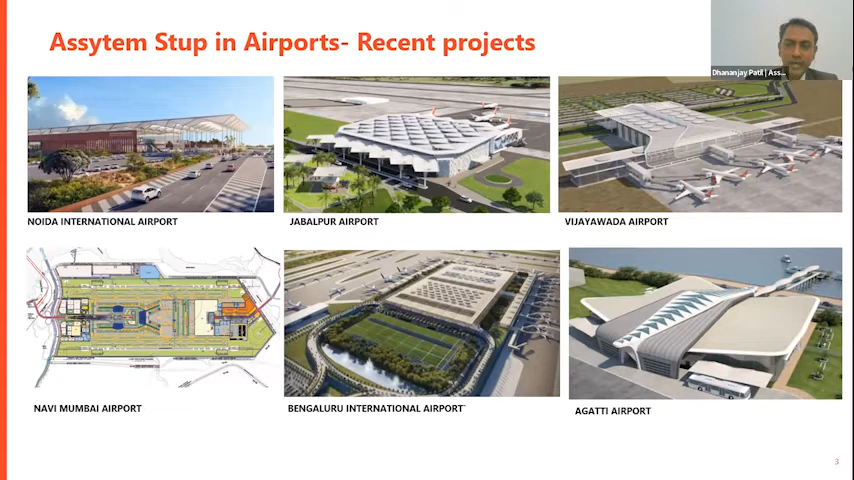 Assytem Stup in Airports- Recent projects
Dhananjay Patil | Ass...
NOIDA INTERNATIONAL AIRPORT
JABALPUR AIRPORT
VIJAYAWADA AIRPORT
NAVI MUMBAI AIRPORT
BENGALURU INTERNATIONAL AIRPORT`
AGATTI AIRPORT
3